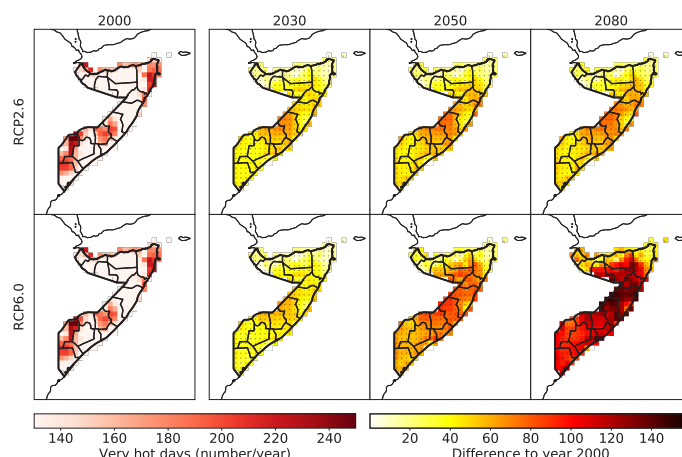 2000 2030 2050 2080
RCP2.6
RCP6.0
140 160 180 200 220 240 20 40 60 80 100 120 140
Very hot days (number/year) Difference to year 2000